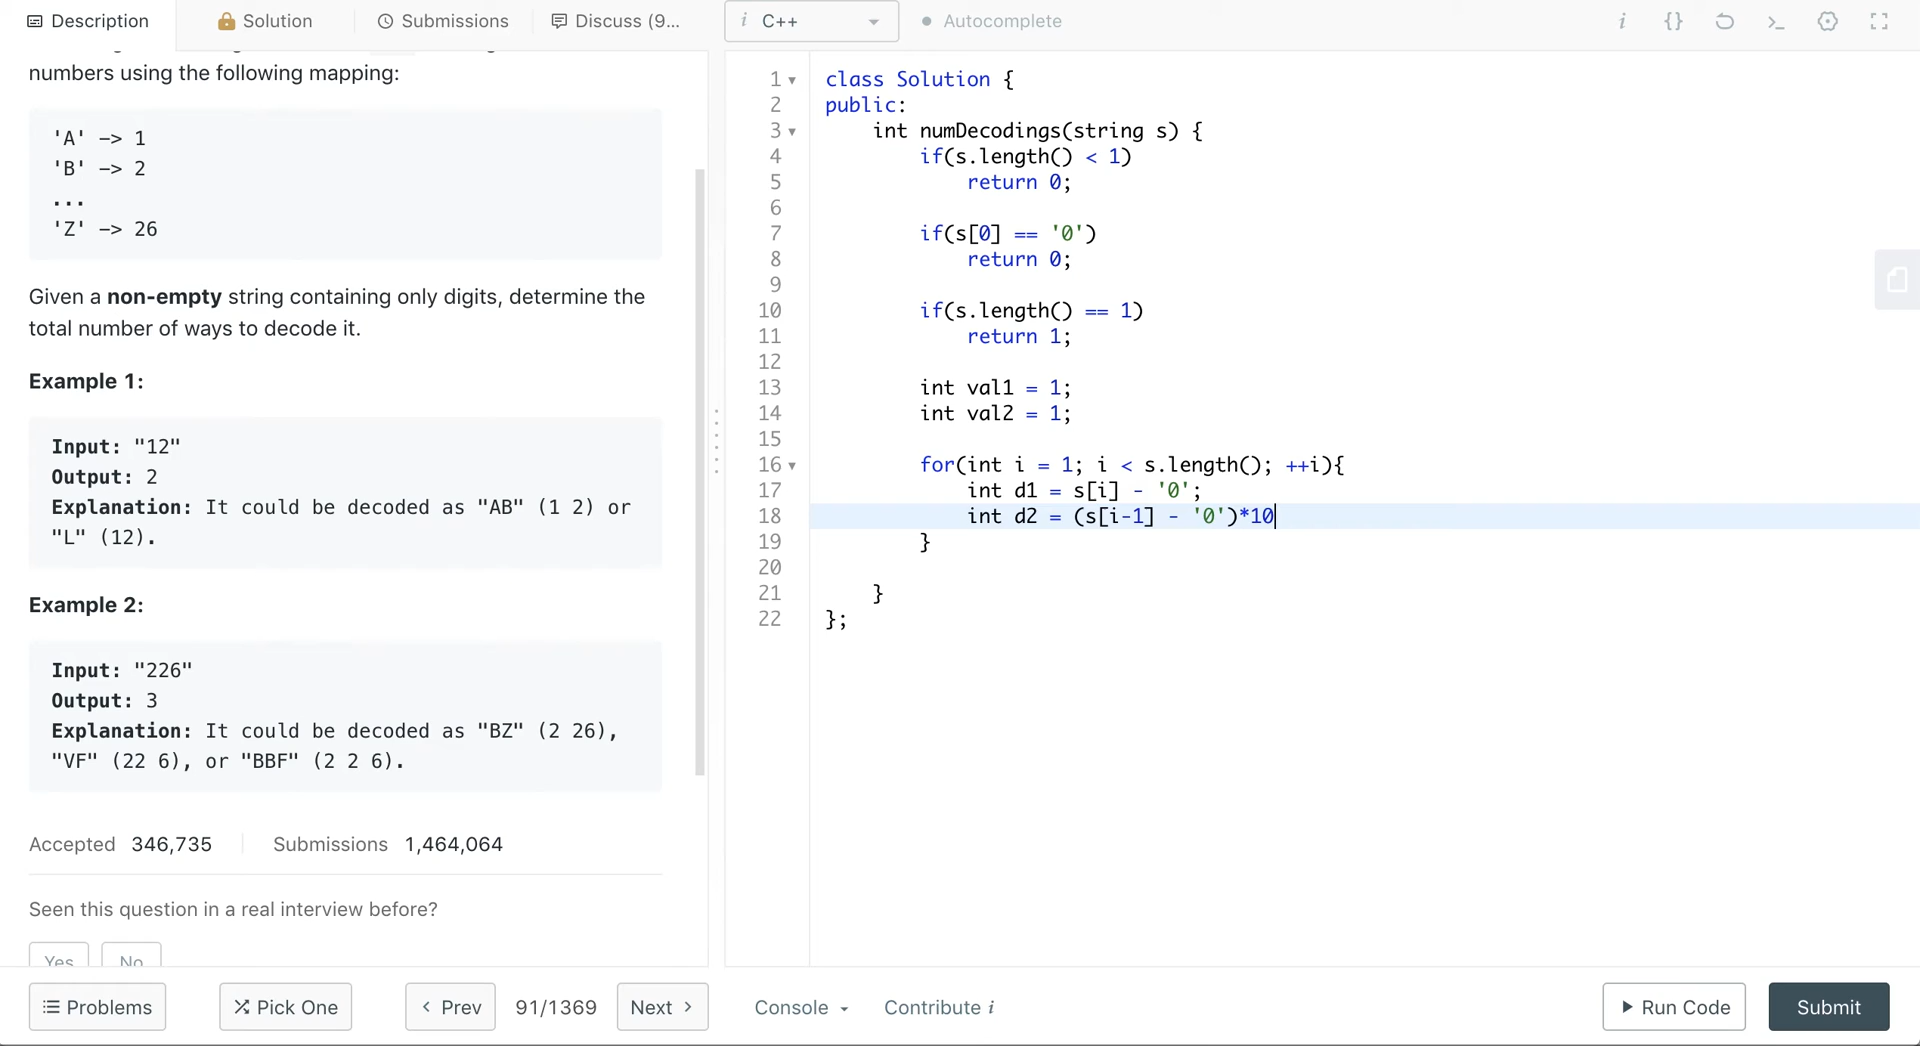 Description
Solution
Submissions
Discuss (9...
i C++
Autocomplete
numbers using the following mapping:
'A' -> 1
'B' -> 2
...
'Z' -> 26
Given a non-empty string containing only digits, determine the
total number of ways to decode it.
Example 1:
Input: "12"
Output: 2
Explanation: It could be decoded as "AB" (1 2) or
"L" (12).
Example 2:
Input: "226"
Output: 3
Explanation: It could be decoded as "BZ" (2 26),
"VF" (22 6), or "BBF" (2 2 6).
Accepted 346,735 Submissions 1,464,064
Seen this question in a real interview before?
Yes No
1 class Solution {
2 public:
3 int numDecodings(string s) {
4 if(s.length() < 1)
5 return 0;
6
7 if(s[0] == '0')
8 return 0;
9
10 if(s.length() == 1)
11 return 1;
12
13 int val1 = 1;
14 int val2 = 1;
15
16 for(int i = 1; i < s.length(); ++i){
17 int d1 = s[i] - '0';
18 int d2 = (s[i-1] - '0')*10
19 }
20
21 }
22 };
Problems
Pick One
Prev
91/1369
Next
Console
Contribute i
Run Code
Submit